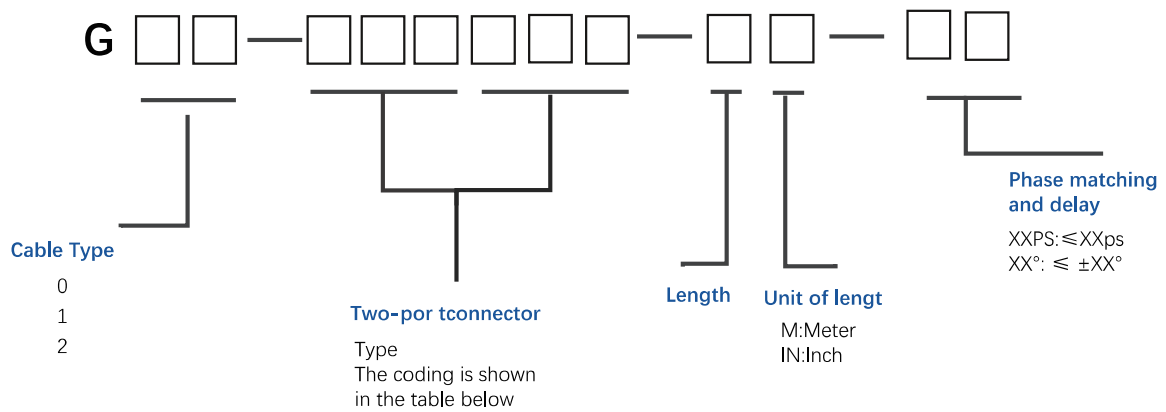 G
Cable Type
0
1
2
Two-por tconnector
Type
The coding is shown
in the table below
Length
Unit of lengt
M:Meter
IN:Inch
Phase matching
and delay
XXPS:≤XXps
XX°: ≤ ±XX°